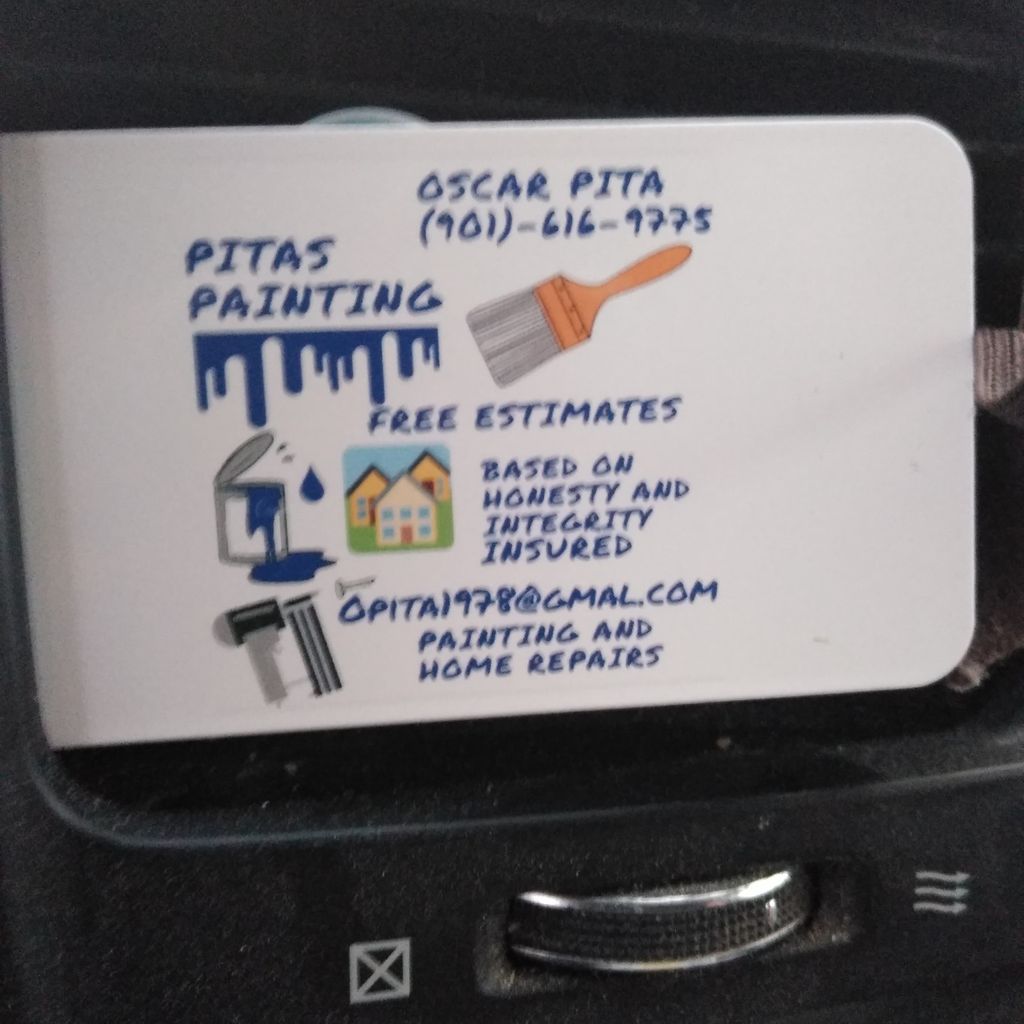 OSCAR PITA
(901)-616-9775
PITAS
PAINTING
FREE ESTIMATES
BASED ON
HONESTY AND
INTEGRITY
INSURED
OPITA1978@GMAL.COM
PAINTING AND
HOME REPAIRS